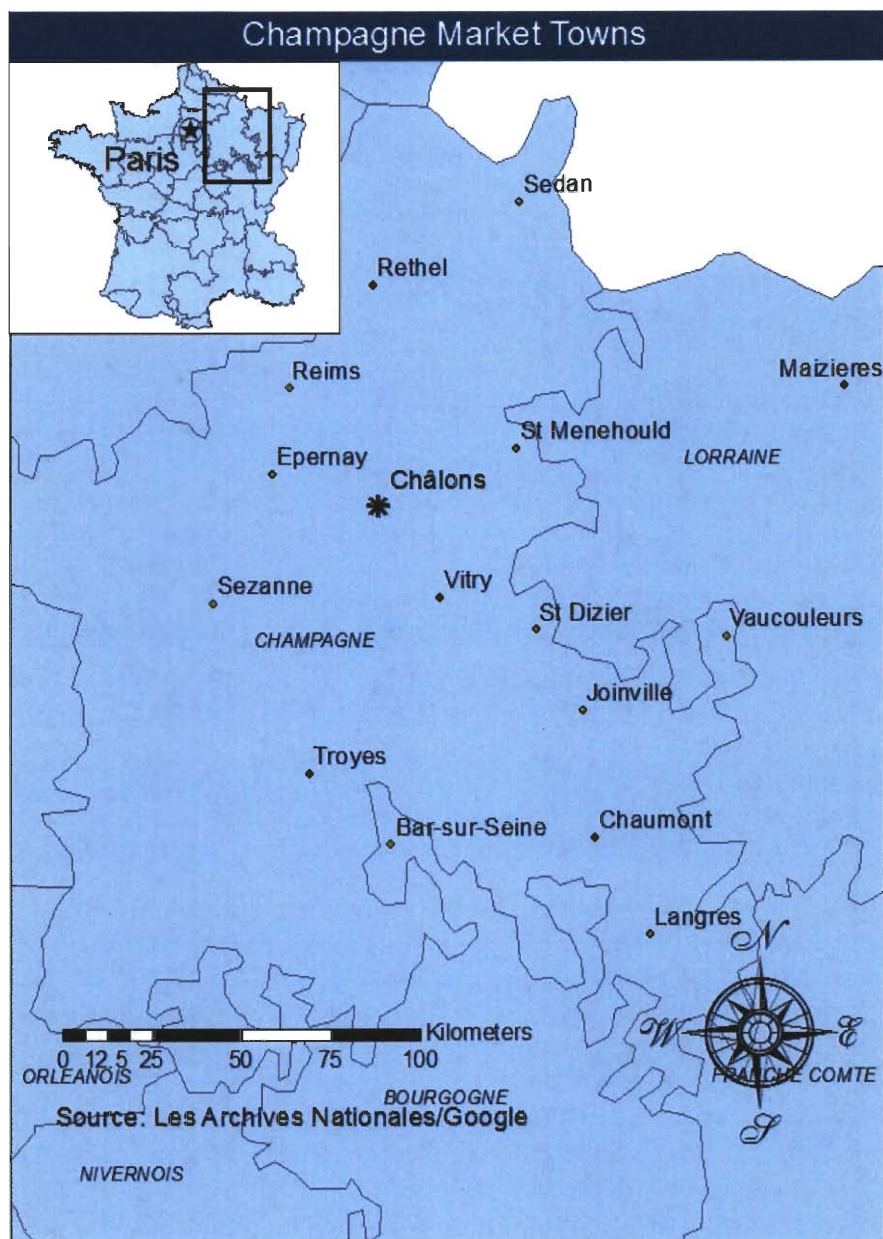 Champagne Market Towns
Paris
Sedan
Rethel
Reims
Maizieres
St Menehould
LORRAINE
Epernay
Châlons
Sezanne
Vitry
St Dizier
Vaucouleurs
CHAMPAGNE
Joinville
Troyes
Bar-sur-Seine
Chaumont
Langres
N
W
E
S
Kilometers
0 12.5 25 50 75 100
ORLEANOIS
FRANCHE COMTE
BOURGOGNE
Source: Les Archives Nationales/Google
NIVERNOIS